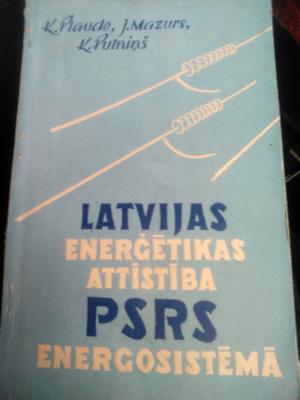 K. Plaude, J. Mazurs,
K. Putniņš
LATVIJAS
ENERĢĒTIKAS
ATTĪSTĪBA
PSRS
ENERGOSISTĒMĀ